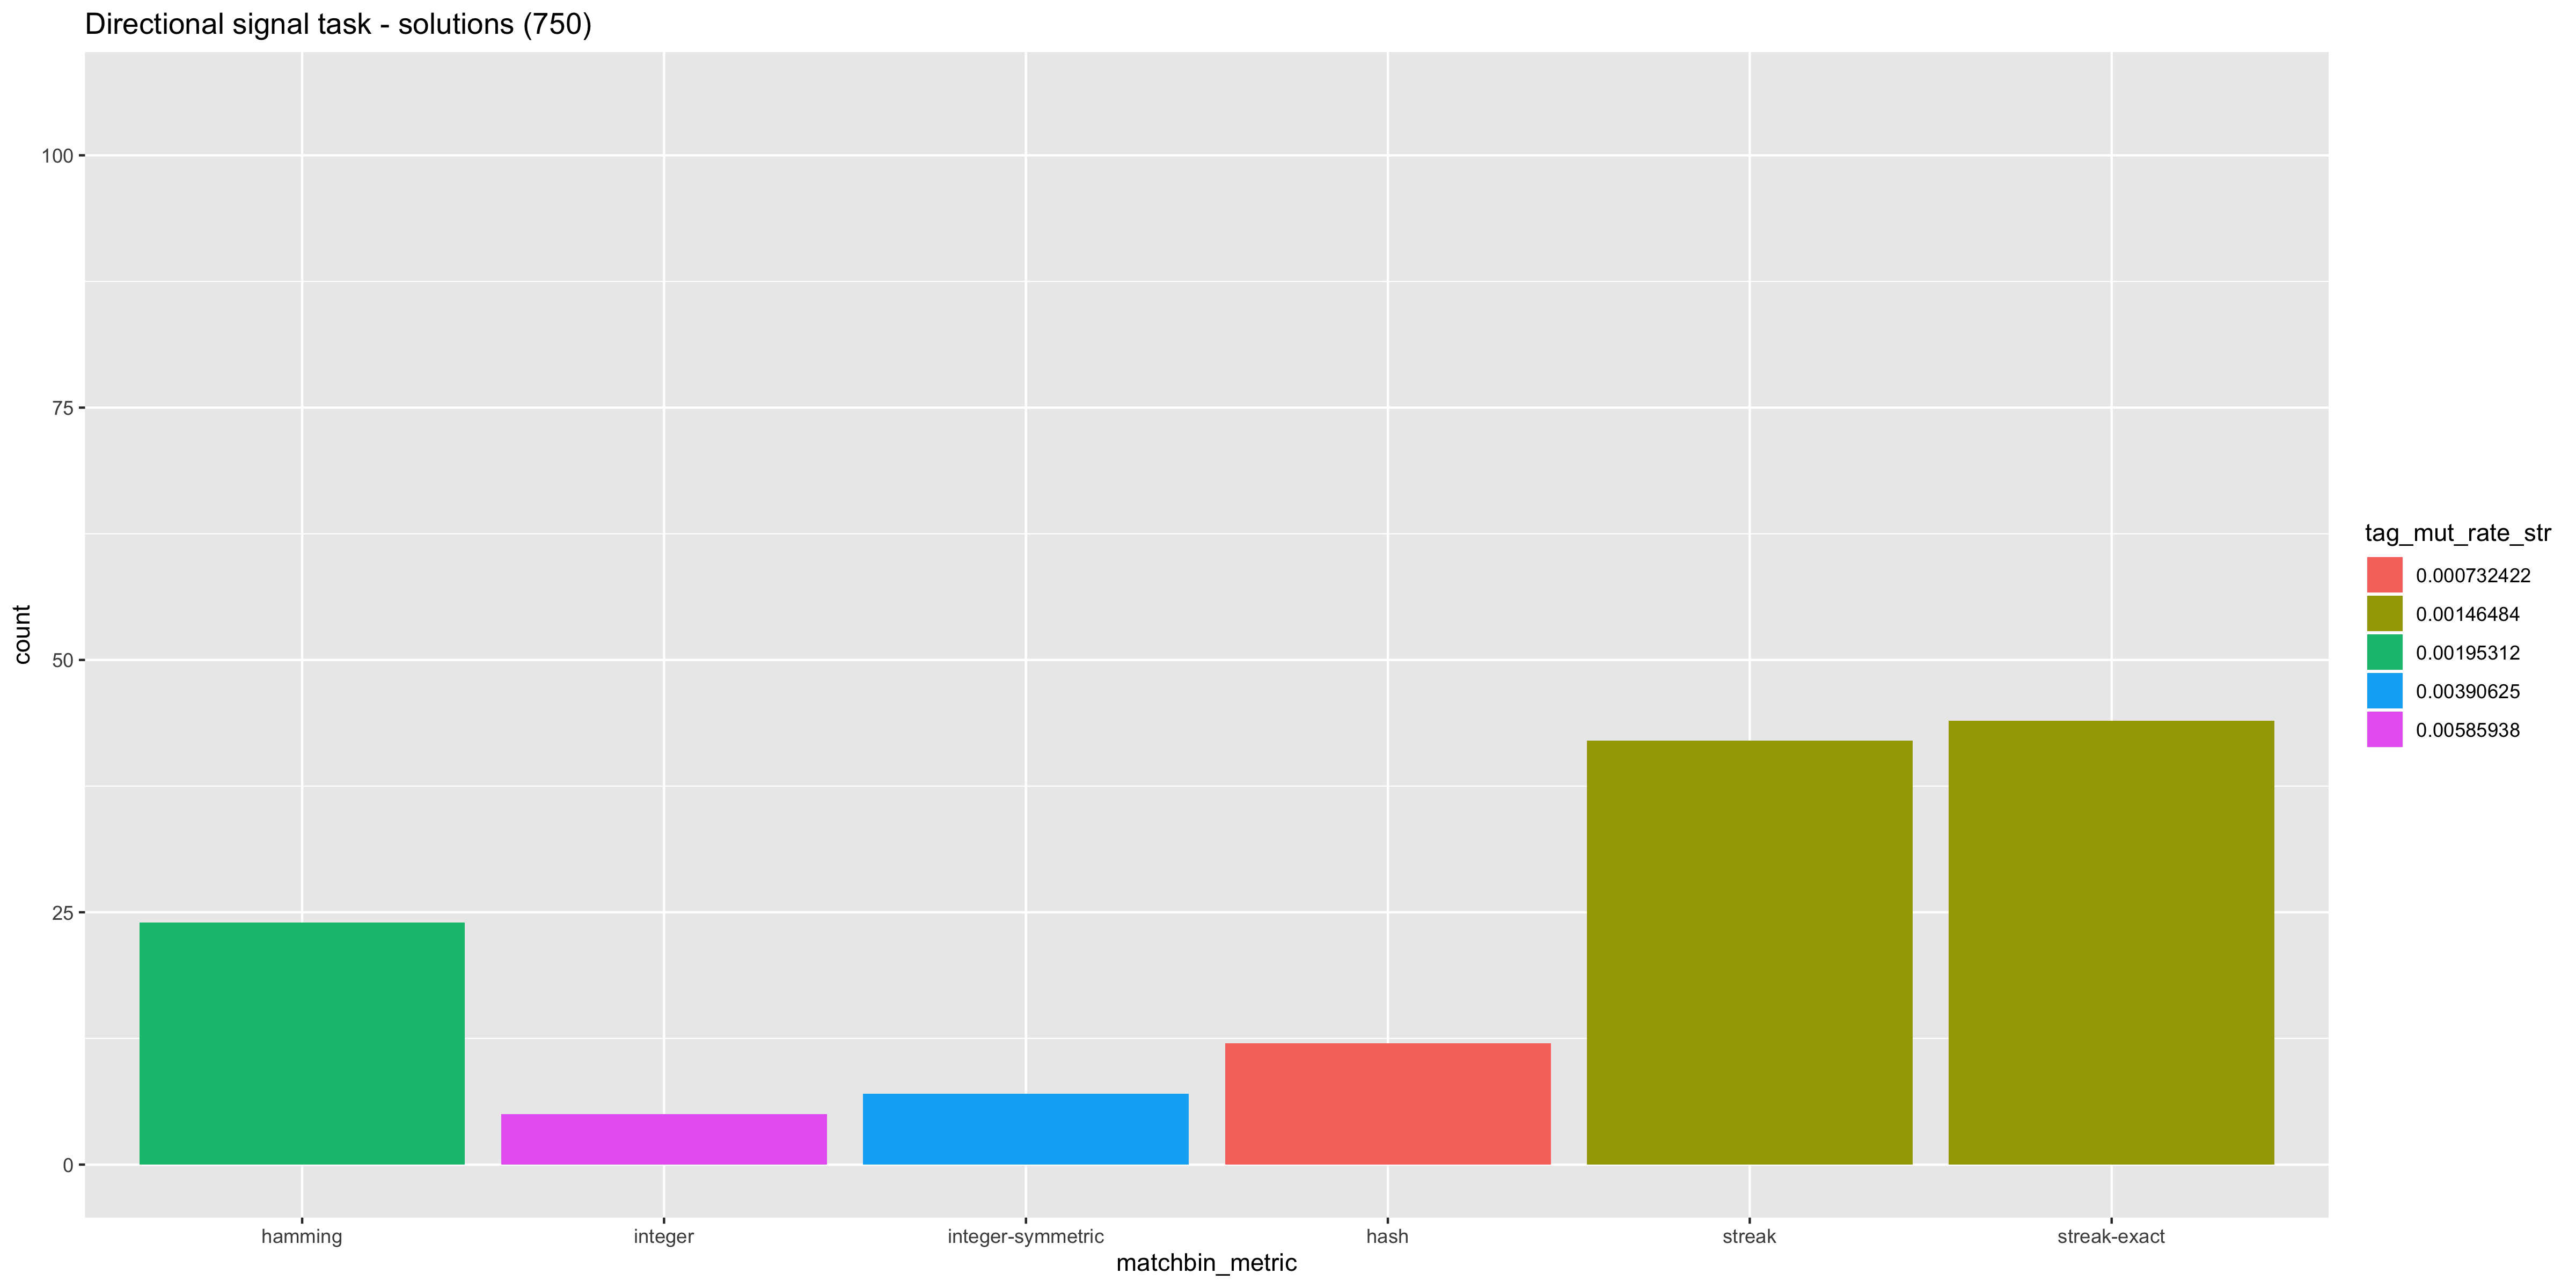 Directional signal task - solutions (750)
count
100
75
50
25
0
hamming
integer
integer-symmetric
hash
streak
streak-exact
matchbin_metric
tag_mut_rate_str
0.000732422
0.00146484
0.00195312
0.00390625
0.00585938